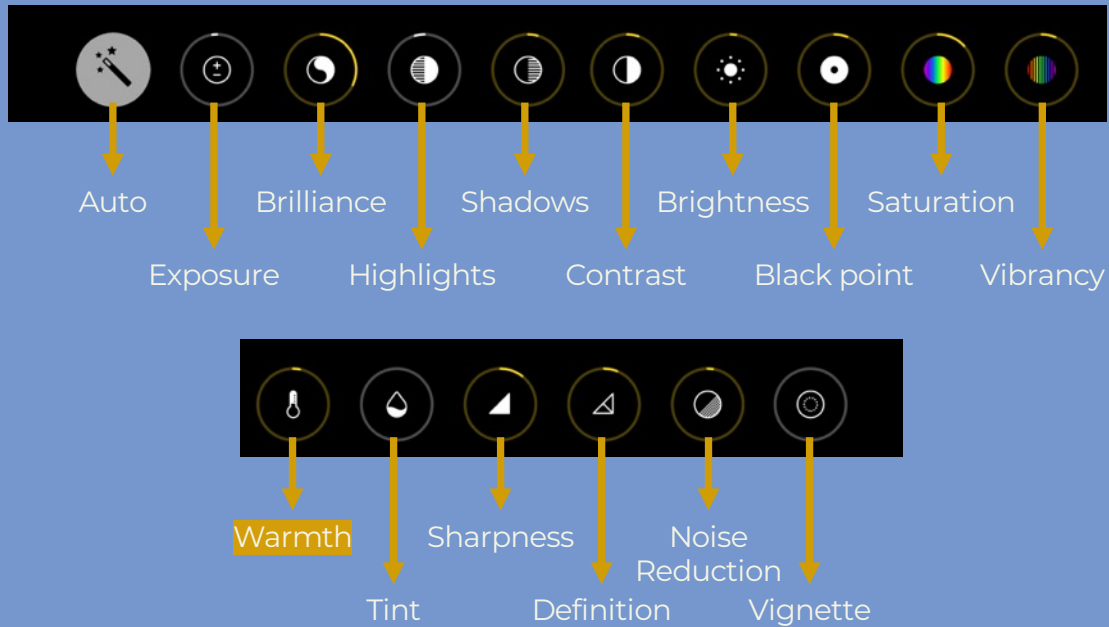 Auto
Brilliance
Shadows
Brightness
Saturation
Exposure
Highlights
Contrast
Black point
Vibrancy
Warmth
Sharpness
Noise
Reduction
Tint
Definition
Vignette